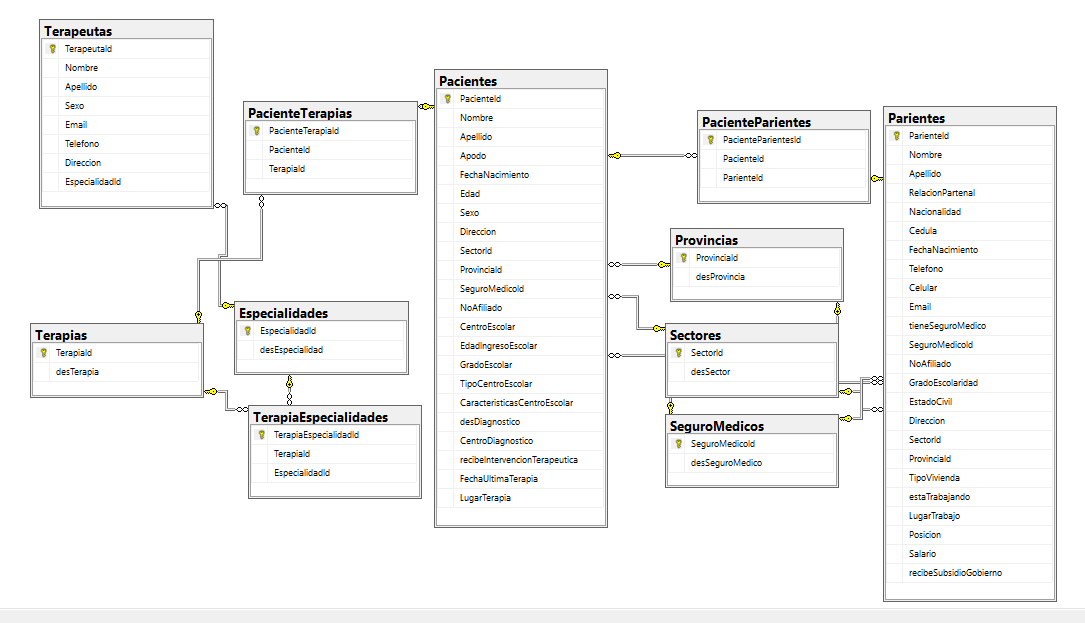 Terapeutas
TerapeutaId
Nombre
Apellido
Sexo
Email
Telefono
Direccion
EspecialidadId
PacienteTerapias
PacienteTerapiaId
PacienteId
TerapiaId
Terapias
TerapiaId
desTerapia
Especialidades
EspecialidadId
desEspecialidad
TerapiaEspecialidades
TerapiaEspecialidadId
TerapiaId
EspecialidadId
Pacientes
PacienteId
Nombre
Apellido
Apodo
FechaNacimiento
Edad
Sexo
Direccion
SectorId
ProvinciaId
SeguroMedicoId
NoAfiliado
CentroEscolar
EdadIngresoEscolar
GradoEscolar
TipoCentroEscolar
CaracteristicasCentroEscolar
desDiagnostico
CentroDiagnostico
recibeIntervencionTerapeutica
FechaUltimaTerapia
LugarTerapia
PacienteParientes
PacienteParientesId
PacienteId
ParienteId
Provincias
ProvinciaId
desProvincia
Sectores
SectorId
desSector
SeguroMedicos
SeguroMedicoId
desSeguroMedico
Parientes
ParienteId
Nombre
Apellido
RelacionPartenal
Nacionalidad
Cedula
FechaNacimiento
Telefono
Celular
Email
tieneSeguroMedico
SeguroMedicoId
NoAfiliado
GradoEscolaridad
EstadoCivil
Direccion
SectorId
ProvinciaId
TipoVivienda
estaTrabajando
LugarTrabajo
Posicion
Salario
recibeSubsidioGobierno